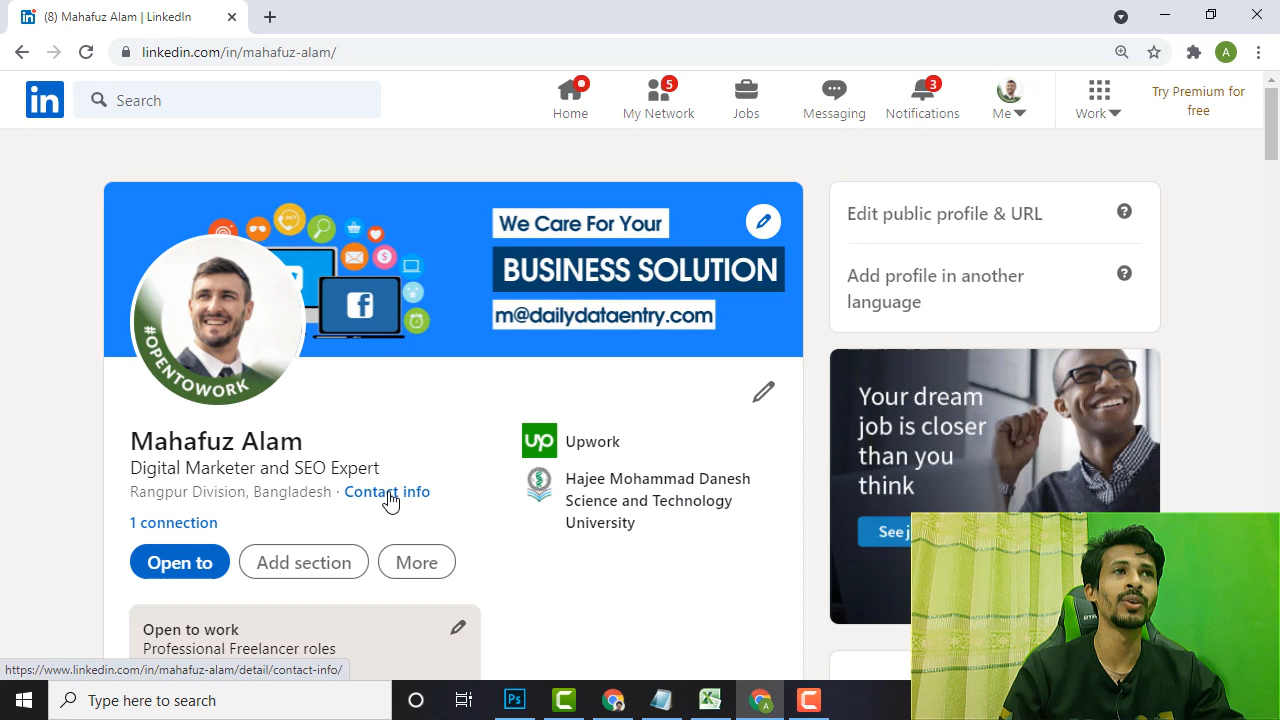 (8) Mahafuz Alam | LinkedIn
linkedin.com/in/mahafuz-alam/
A
in
Search
Home
5
My Network
Jobs
Messaging
3
Notifications
Me
Work
Try Premium for
free
We Care For Your
BUSINESS SOLUTION
m@dailydataentry.com
#OPENTOWORK
Mahafuz Alam
Digital Marketer and SEO Expert
Rangpur Division, Bangladesh · Contact info
1 connection
Open to
Add section
More
Open to work
Professional Freelancer roles
up
Upwork
Hajee Mohammad Danesh
Science and Technology
University
Edit public profile & URL
Add profile in another
language
Your dream
job is closer
than you
think
See j
https://www.linkedin.com/in/mahafuz-alam/detail/contact-info/
Type here to search
Ps